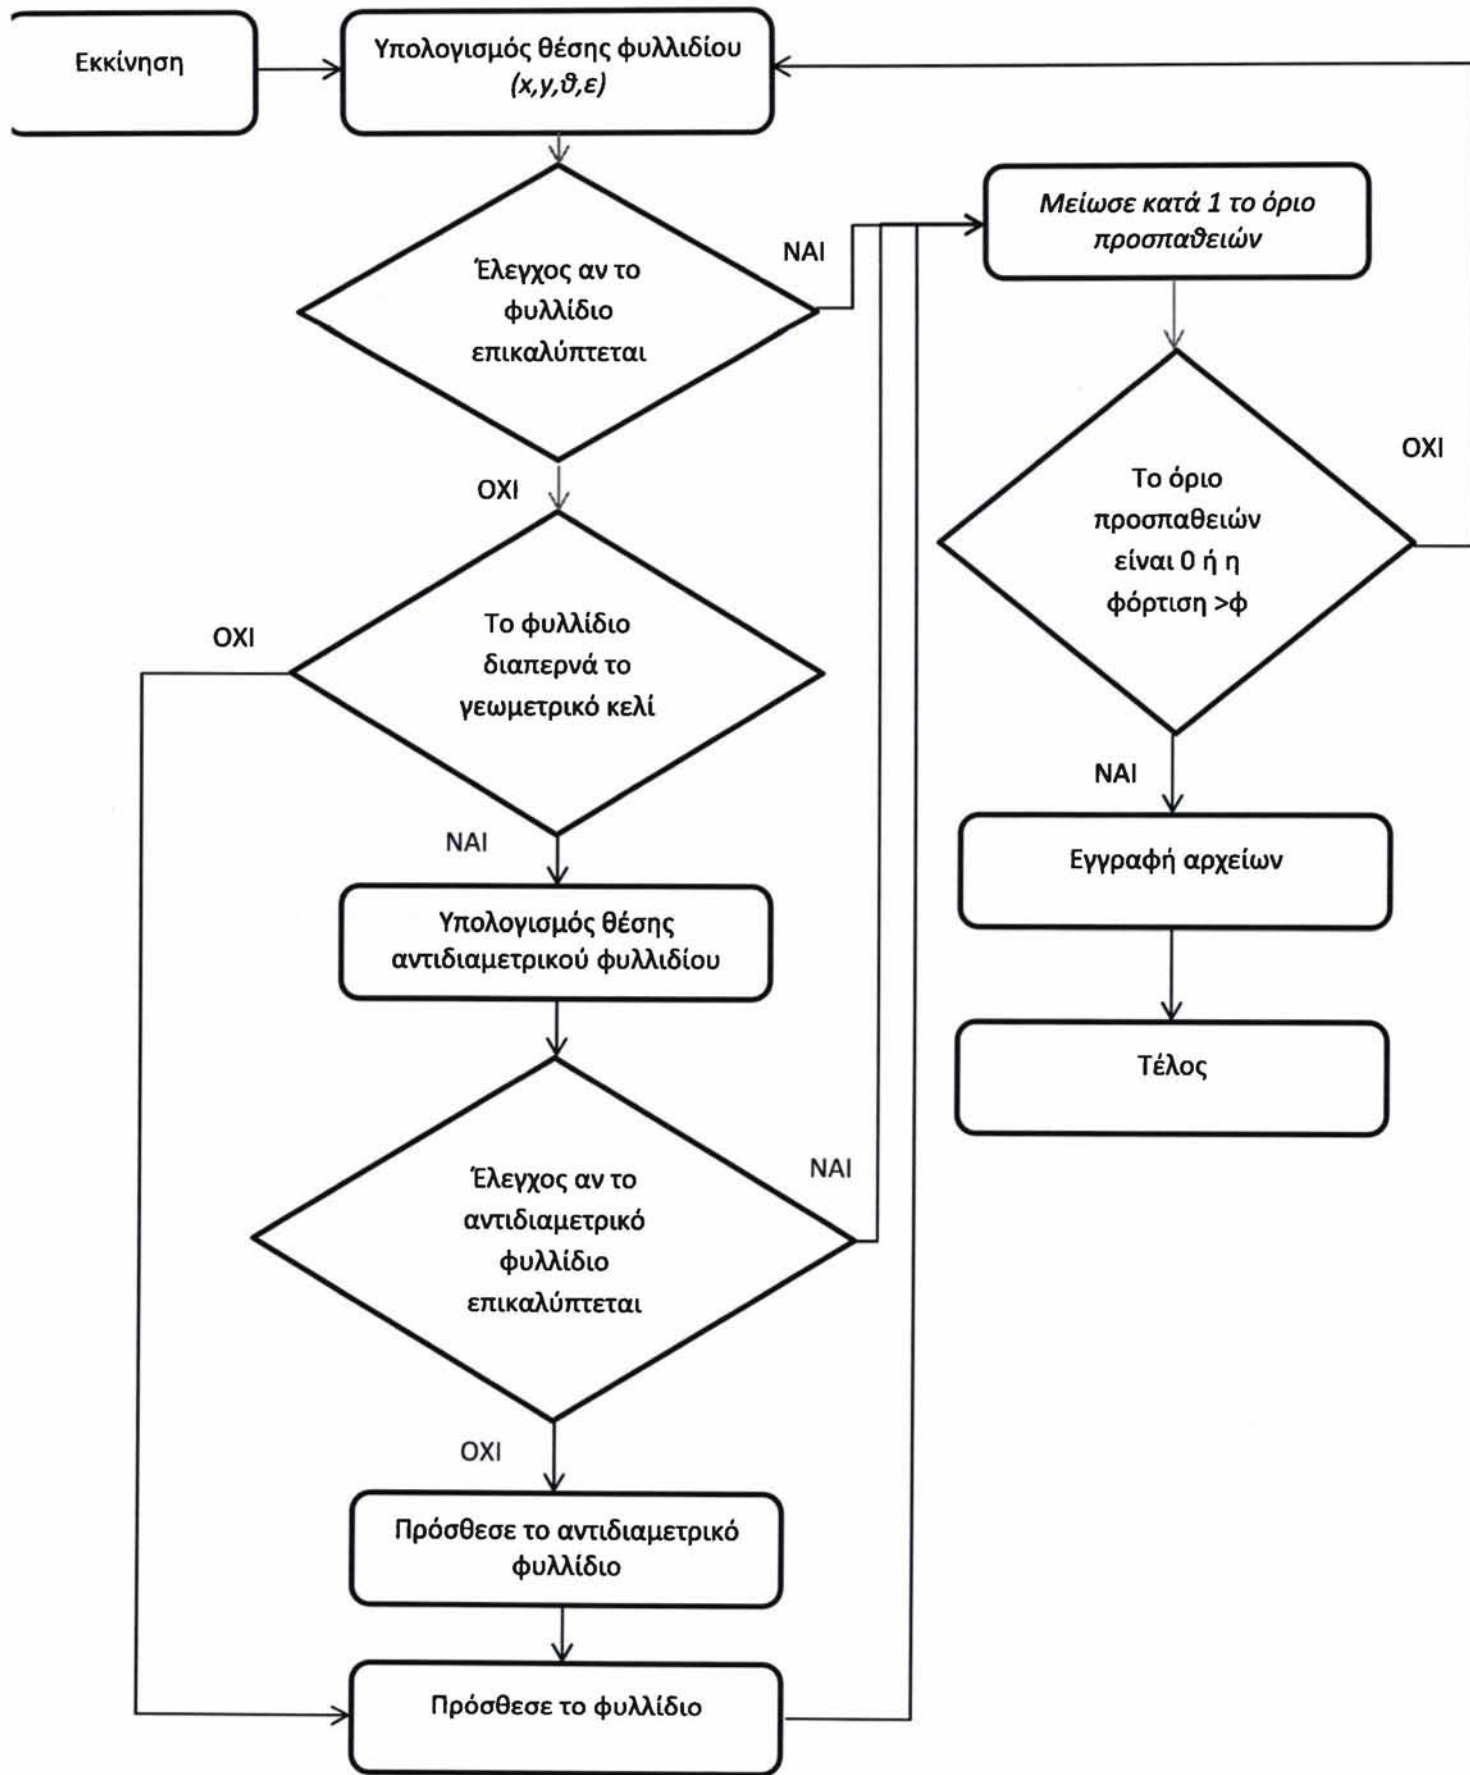 Εκκίνηση
Υπολογισμός θέσης φυλλιδίου
(x,y,ϑ,ε)
Έλεγχος αν το
φυλλίδιο
επικαλύπτεται
ΝΑΙ
ΟΧΙ
Το φυλλίδιο
διαπερνά το
γεωμετρικό κελί
ΟΧΙ
ΝΑΙ
Υπολογισμός θέσης
αντιδιαμετρικού φυλλιδίου
Έλεγχος αν το
αντιδιαμετρικό
φυλλίδιο
επικαλύπτεται
ΝΑΙ
ΟΧΙ
Πρόσθεσε το αντιδιαμετρικό
φυλλίδιο
Πρόσθεσε το φυλλίδιο
Μείωσε κατά 1 το όριο
προσπαϑειών
Το όριο
προσπαθειών
είναι 0 ή η
φόρτιση >φ
ΟΧΙ
ΝΑΙ
Εγγραφή αρχείων
Τέλος